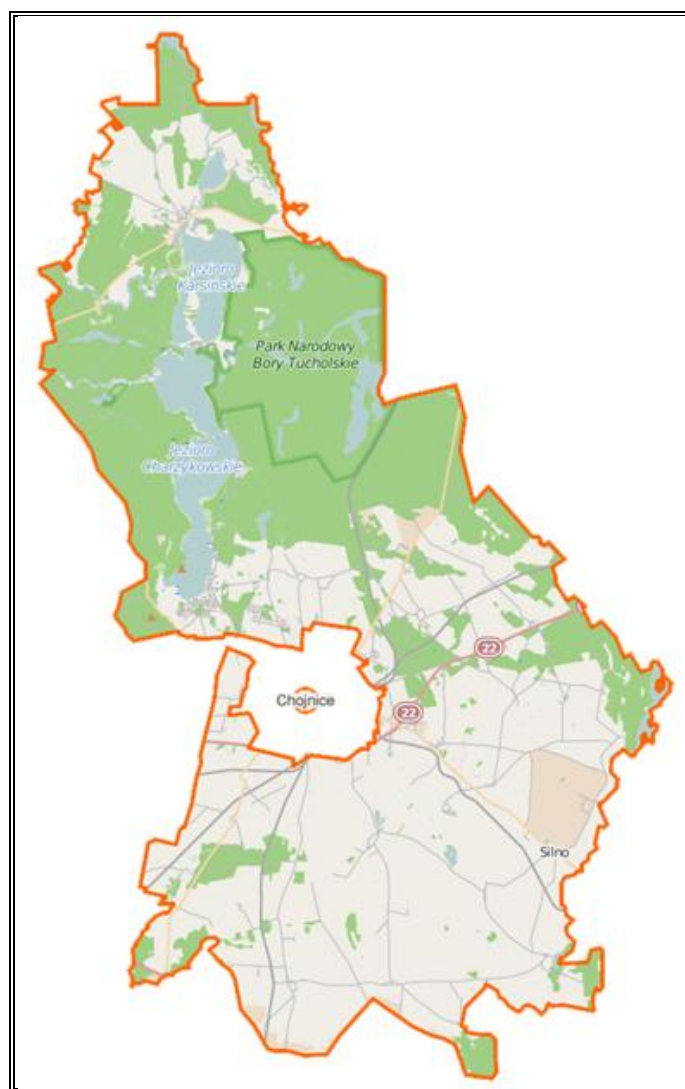 Jezioro
Karsińskie
Park Narodowy
Bory Tucholskie
Jezioro
Charzykowskie
22
Chojnice
22
Silno